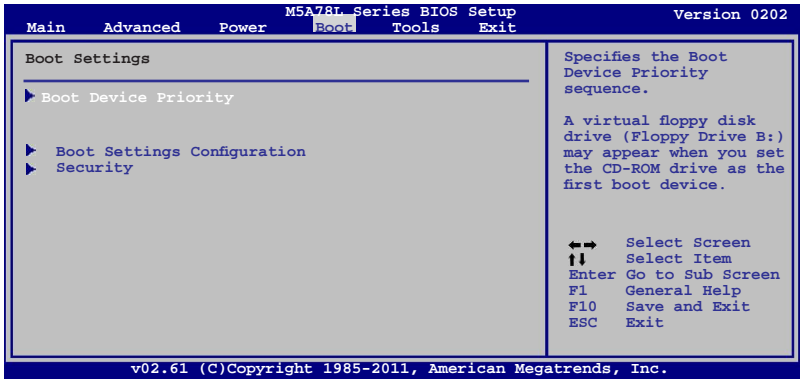 M5A78L Series BIOS Setup
Version 0202
Main Advanced Power Boot Tools Exit
Boot Settings
Boot Device Priority
Boot Settings Configuration
Security
Specifies the Boot
Device Priority
sequence.
A virtual floppy disk
drive (Floppy Drive B:)
may appear when you set
the CD-ROM drive as the
first boot device.
Select Screen
Select Item
Enter Go to Sub Screen
F1 General Help
F10 Save and Exit
ESC Exit
v02.61 (C)Copyright 1985-2011, American Megatrends, Inc.